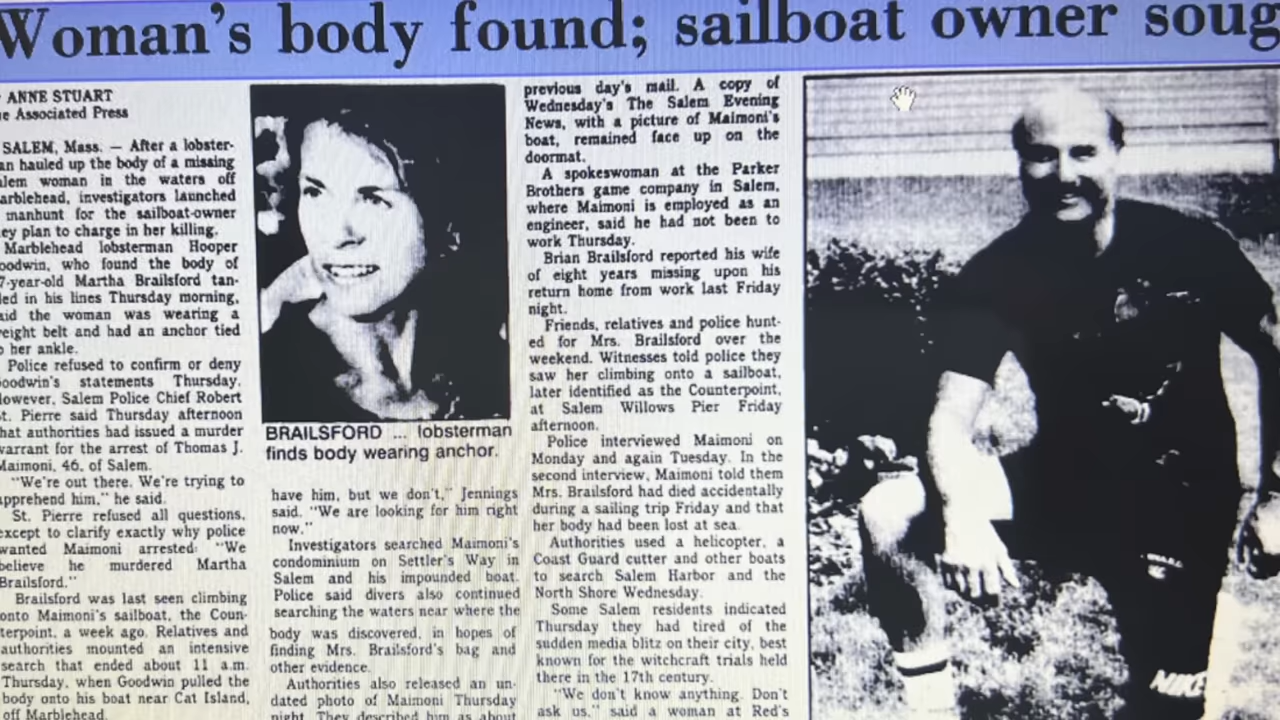 Woman's body found; sailboat owner soug
ANNE STUART
e Associated Press
SALEM, Mass. — After a lobster-
an hauled up the body of a missing
alem woman in the waters off
arblehead, investigators launched
manhunt for the sailboat-owner
ey plan to charge in her killing.
Marblehead lobsterman Hooper
oodwin, who found the body of
7-year-old Martha Brailsford tan-
led in his lines Thursday morning,
aid the woman was wearing a
eight belt and had an anchor tied
o her ankle.
Police refused to confirm or deny
Goodwin's statements Thursday.
However, Salem Police Chief Robert
St. Pierre said Thursday afternoon
that authorities had issued a murder
warrant for the arrest of Thomas J.
Maimoni, 46, of Salem.
"We're out there. We're trying to
apprehend him," he said.
St. Pierre refused all questions,
except to clarify exactly why police
wanted Maimoni arrested: "We
believe he murdered Martha
Brailsford."
Brailsford was last seen climbing
onto Maimoni's sailboat, the Coun-
terpoint, a week ago. Relatives and
authorities mounted an intensive
search that ended about 11 a.m.
Thursday, when Goodwin pulled the
body onto his boat near Cat Island,
off Marblehead.
BRAILSFORD ... lobsterman
finds body wearing anchor.
have him, but we don't," Jennings
said. "We are looking for him right
now."
Investigators searched Maimoni's
condominium on Settler's Way in
Salem and his impounded boat.
Police said divers also continued
searching the waters near where the
body was discovered, in hopes of
finding Mrs. Brailsford's bag and
other evidence.
Authorities also released an un-
dated photo of Maimoni Thursday
night. They described him as about
previous day's mail. A copy of
Wednesday's The Salem Evening
News, with a picture of Maimoni's
boat, remained face up on the
doormat.
A spokeswoman at the Parker
Brothers game company in Salem,
where Maimoni is employed as an
engineer, said he had not been to
work Thursday.
Brian Brailsford reported his wife
of eight years missing upon his
return home from work last Friday
night.
Friends, relatives and police hunt-
ed for Mrs. Brailsford over the
weekend. Witnesses told police they
saw her climbing onto a sailboat,
later identified as the Counterpoint,
at Salem Willows Pier Friday
afternoon.
Police interviewed Maimoni on
Monday and again Tuesday. In the
second interview, Maimoni told them
Mrs. Brailsford had died accidentally
during a sailing trip Friday and that
her body had been lost at sea.
Authorities used a helicopter, a
Coast Guard cutter and other boats
to search Salem Harbor and the
North Shore Wednesday.
Some Salem residents indicated
Thursday they had tired of the
sudden media blitz on their city, best
known for the witchcraft trials held
there in the 17th century.
"We don't know anything. Don't
ask us," said a woman at Red's
NIKE